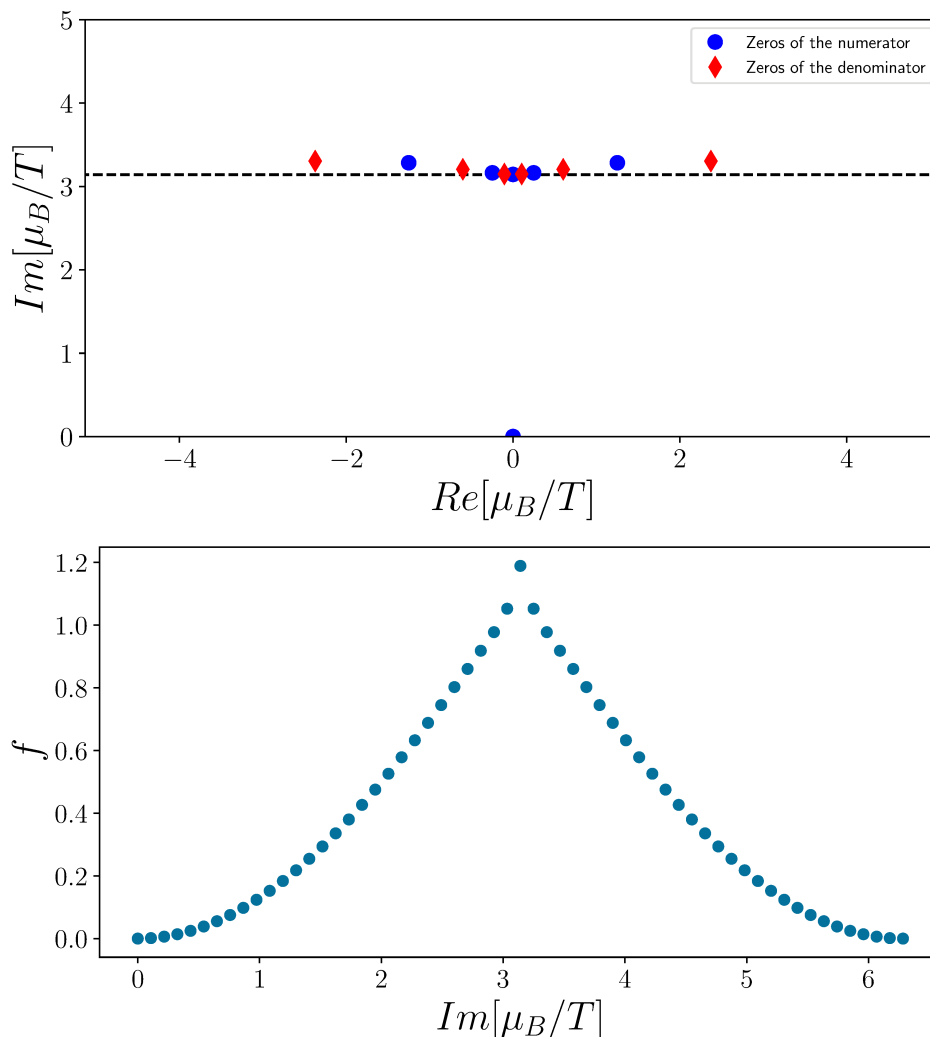 5
4
3
2
1
0
Im[μ_B/T]
Zeros of the numerator
Zeros of the denominator
−4 −2 0 2 4
Re[μ_B/T]
1.2
1.0
0.8
0.6
0.4
0.2
0.0
f
0 1 2 3 4 5 6
Im[μ_B/T]